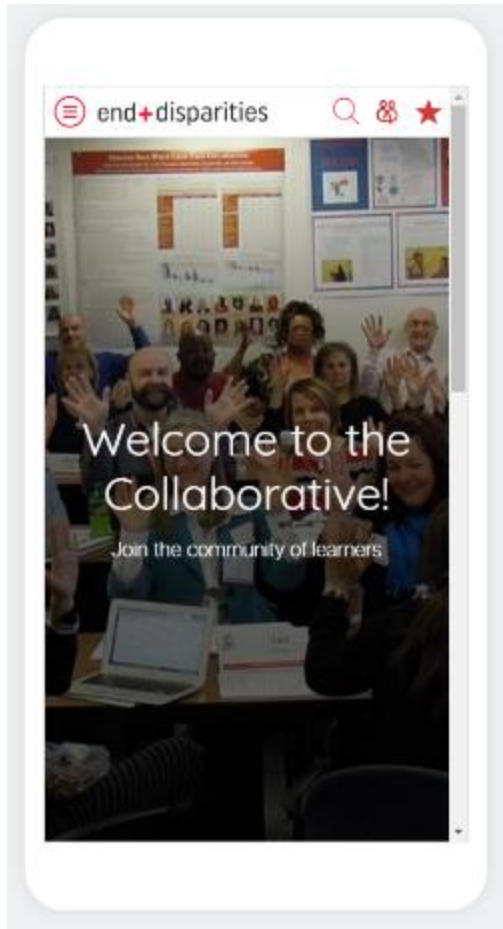 end+disparities
Welcome to the
Collaborative!
Join the community of learners